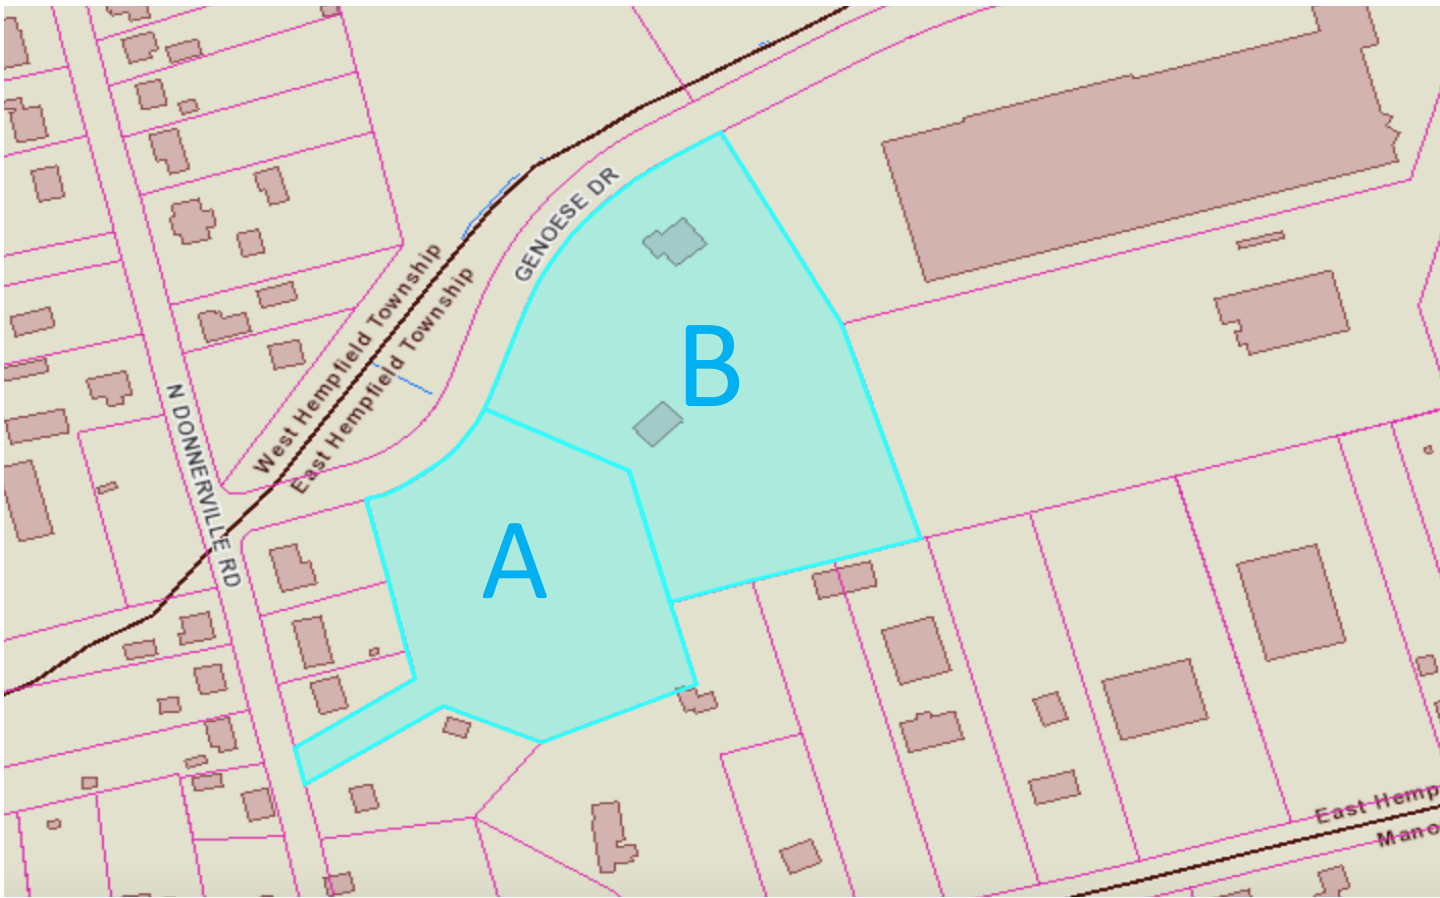 GENOESE DR
West Hempfield Township
East Hempfield Township
B
N DONNERVILLE RD
A
East Hemp
Mano